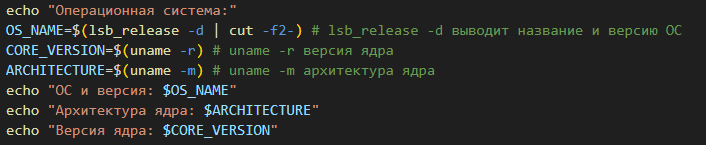 echo "Операционная система:"
OS_NAME=$(lsb_release -d | cut -f2-) # lsb_release -d выводит название и версию ОС
CORE_VERSION=$(uname -r) # uname -r версия ядра
ARCHITECTURE=$(uname -m) # uname -m архитектура ядра
echo "ОС и версия: $OS_NAME"
echo "Архитектура ядра: $ARCHITECTURE"
echo "Версия ядра: $CORE_VERSION"